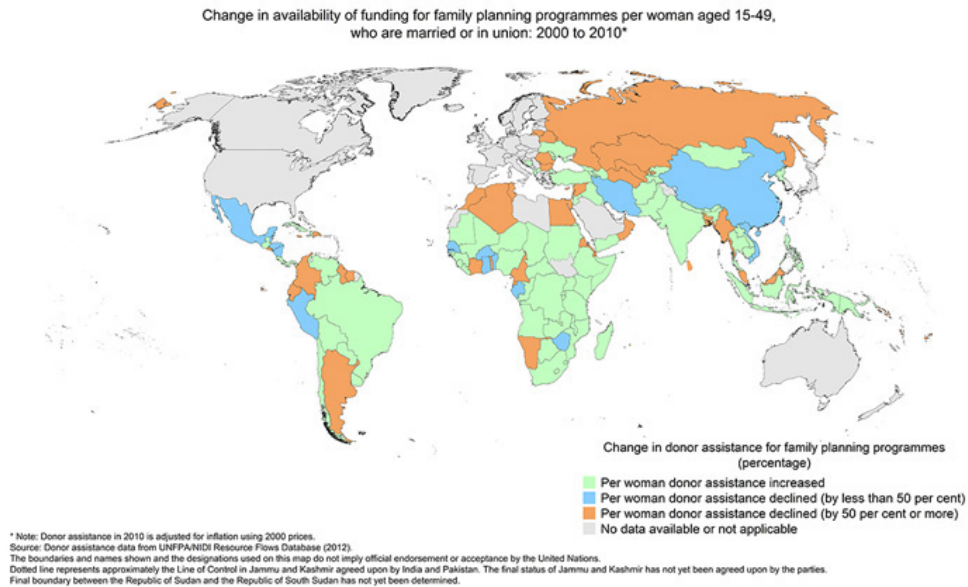 Change in availability of funding for family planning programmes per woman aged 15-49,
who are married or in union: 2000 to 2010*
Change in donor assistance for family planning programmes
(percentage)
Per woman donor assistance increased
Per woman donor assistance declined (by less than 50 per cent)
Per woman donor assistance declined (by 50 per cent or more)
No data available or not applicable
* Note: Donor assistance in 2010 is adjusted for inflation using 2000 prices.
Source: Donor assistance data from UNFPA/NIDI Resource Flows Database (2012).
The boundaries and names shown and the designations used on this map do not imply official endorsement or acceptance by the United Nations.
Dotted line represents approximately the Line of Control in Jammu and Kashmir agreed upon by India and Pakistan. The final status of Jammu and Kashmir has not yet been agreed upon by the parties.
Final boundary between the Republic of Sudan and the Republic of South Sudan has not yet been determined.